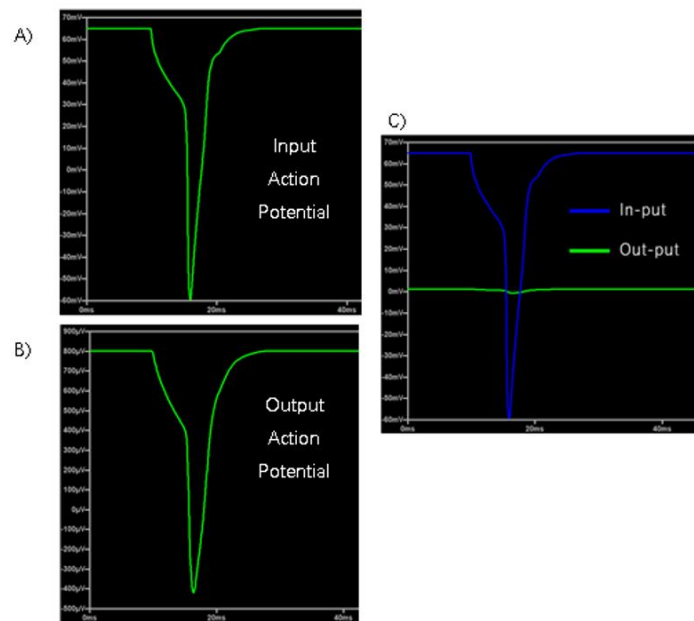 A)
70mV
60mV
50mV
40mV
30mV
20mV
10mV
0mV
-10mV
-20mV
-30mV
-40mV
-50mV
-60mV
0ms
20ms
40ms
Input
Action
Potential
B)
900µV
800µV
700µV
600µV
500µV
400µV
300µV
200µV
100µV
0µV
-100µV
-200µV
-300µV
-400µV
-500µV
0ms
20ms
40ms
Output
Action
Potential
C)
70mV
60mV
50mV
40mV
30mV
20mV
10mV
0mV
-10mV
-20mV
-30mV
-40mV
-50mV
-60mV
0ms
20ms
40ms
In-put
Out-put